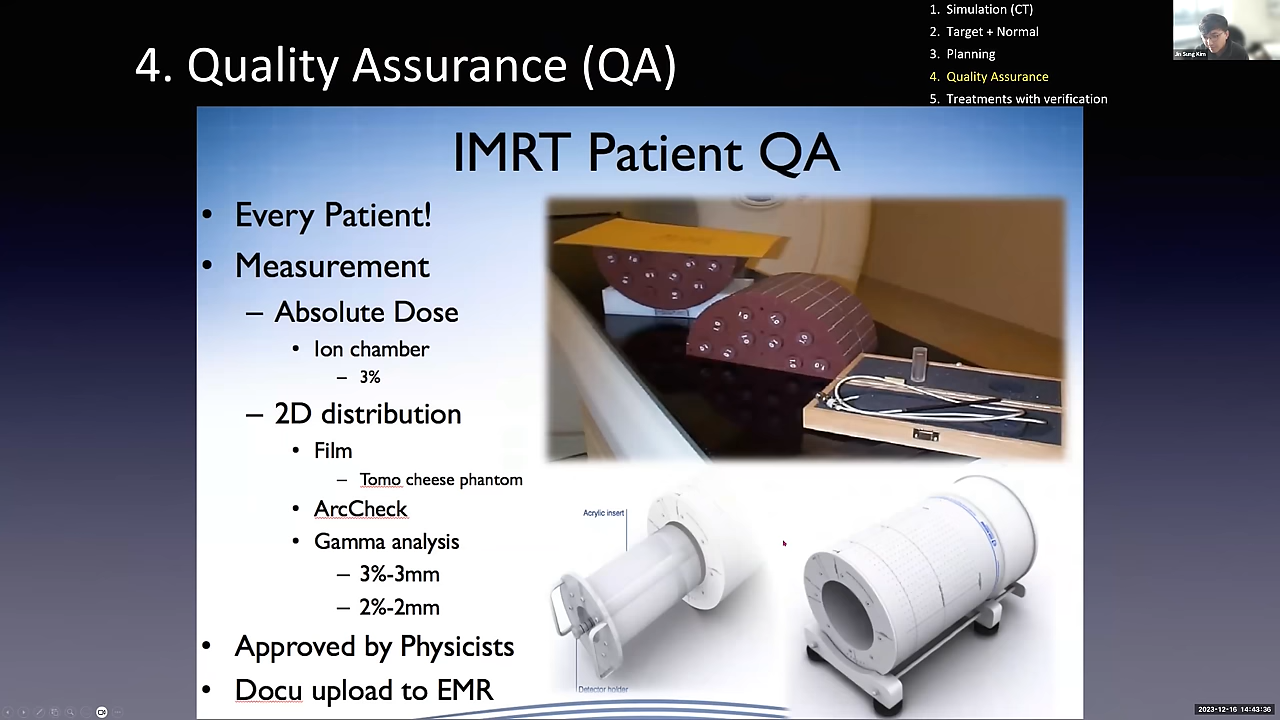 4. Quality Assurance (QA)
1. Simulation (CT)
2. Target + Normal
3. Planning
4. Quality Assurance
5. Treatments with verification
Jin Sung Kim
IMRT Patient QA
• Every Patient!
• Measurement
– Absolute Dose
• Ion chamber
– 3%
– 2D distribution
• Film
– Tomo cheese phantom
• ArcCheck
• Gamma analysis
– 3%-3mm
– 2%-2mm
• Approved by Physicists
• Docu upload to EMR
Acrylic insert
Detector holder
2023-12-16 14:43:36